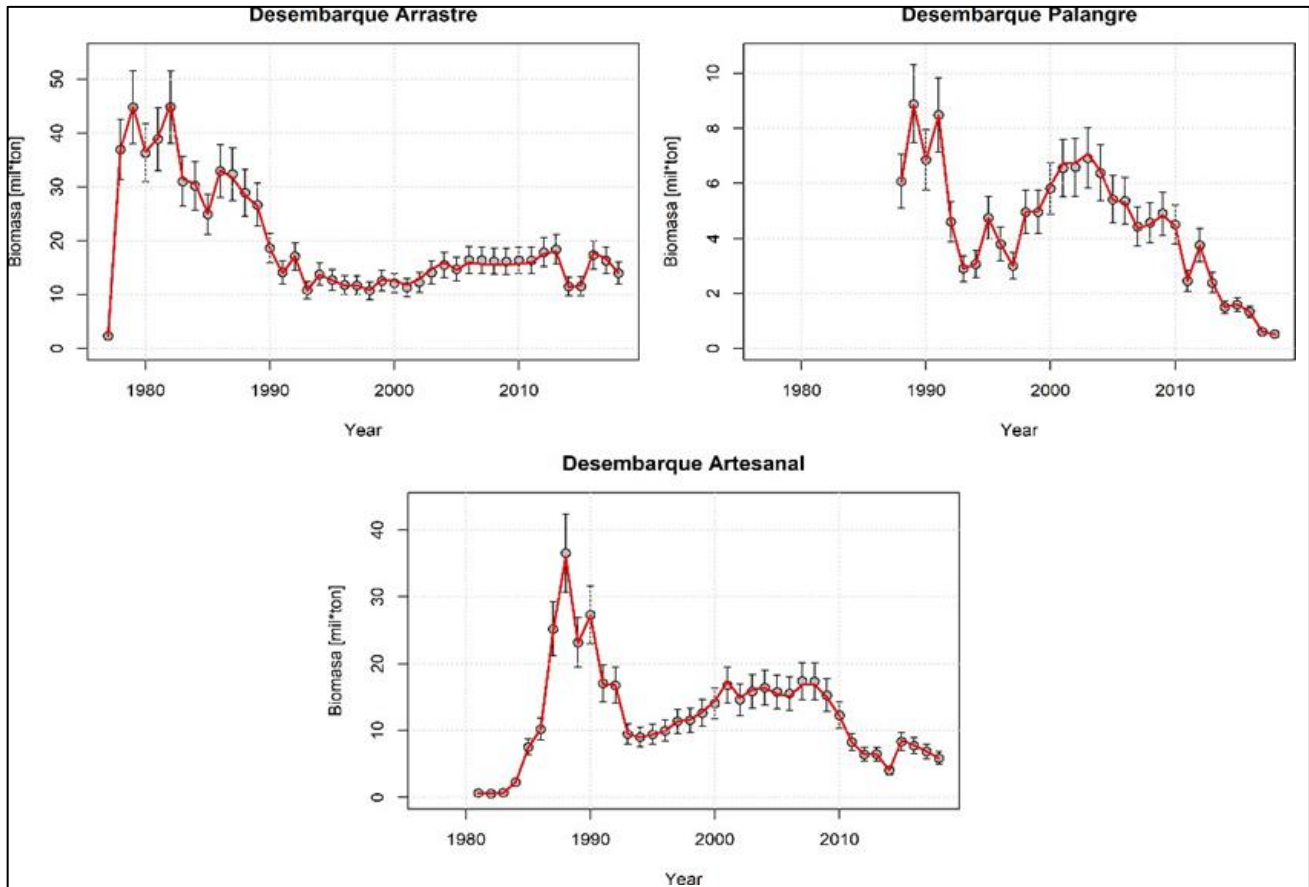 Desembarque Arrastre
Biomasa [mil*ton]
50
40
30
20
10
0
1980 1990 2000 2010
Year
Desembarque Palangre
Biomasa [mil*ton]
10
8
6
4
2
0
1980 1990 2000 2010
Year
Desembarque Artesanal
Biomasa [mil*ton]
40
30
20
10
0
1980 1990 2000 2010
Year